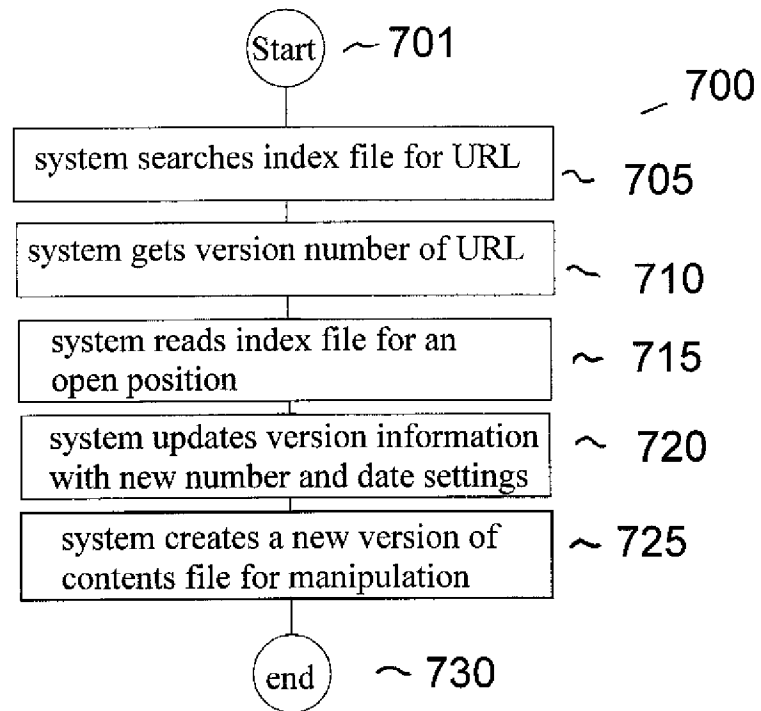 Start 701
700
system searches index file for URL
705
system gets version number of URL
710
system reads index file for an
open position
715
system updates version information
with new number and date settings
720
system creates a new version of
contents file for manipulation
725
end 730